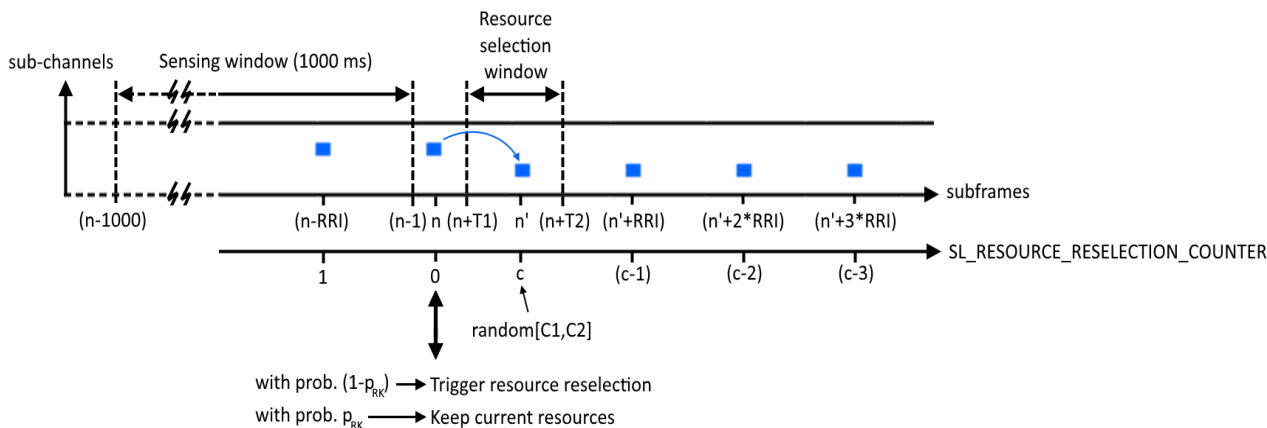 Resource
selection
window
sub-channels
Sensing window (1000 ms)
subframes
(n-1000)
(n-RRI)
(n-1) n (n+T1)
n'
(n+T2)
(n'+RRI)
(n'+2*RRI)
(n'+3*RRI)
SL_RESOURCE_RESELECTION_COUNTER
1
0
c
(c-1)
(c-2)
(c-3)
random[C1,C2]
with prob. (1-pRK) Trigger resource reselection
with prob. pRK Keep current resources